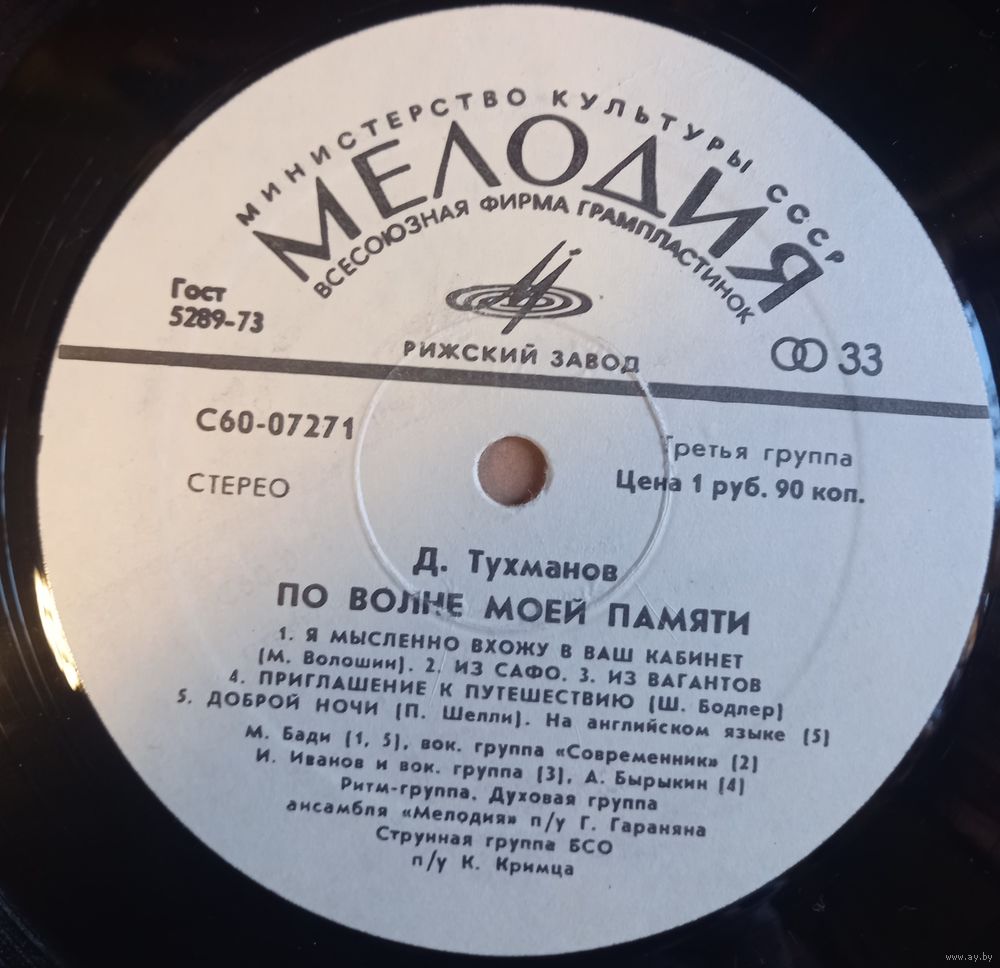 МИНИСТЕРСТВО КУЛЬТУРЫ СССР
МЕЛОДИЯ
ВСЕСОЮЗНАЯ ФИРМА ГРАМПЛАСТИНОК
Гост
5289-73
РИЖСКИЙ ЗАВОД
33
С60-07271
СТЕРЕО
Третья группа
Цена 1 руб. 90 коп.
Д. Тухманов
ПО ВОЛНЕ МОЕЙ ПАМЯТИ
1. Я МЫСЛЕННО ВХОЖУ В ВАШ КАБИНЕТ
(М. Волошин). 2. ИЗ САФО. 3. ИЗ ВАГАНТОВ
4. ПРИГЛАШЕНИЕ К ПУТЕШЕСТВИЮ (Ш. Бодлер)
5. ДОБРОЙ НОЧИ (П. Шелли). На английском языке (5)
М. Бади (1, 5), вок. группа «Современник» (2)
И. Иванов и вок. группа (3), А. Бырыкин (4)
Ритм-группа. Духовая группа
ансамбля «Мелодия» п/у Г. Гараняна
Струнная группа БСО
п/у К. Кримца
www.ay.by